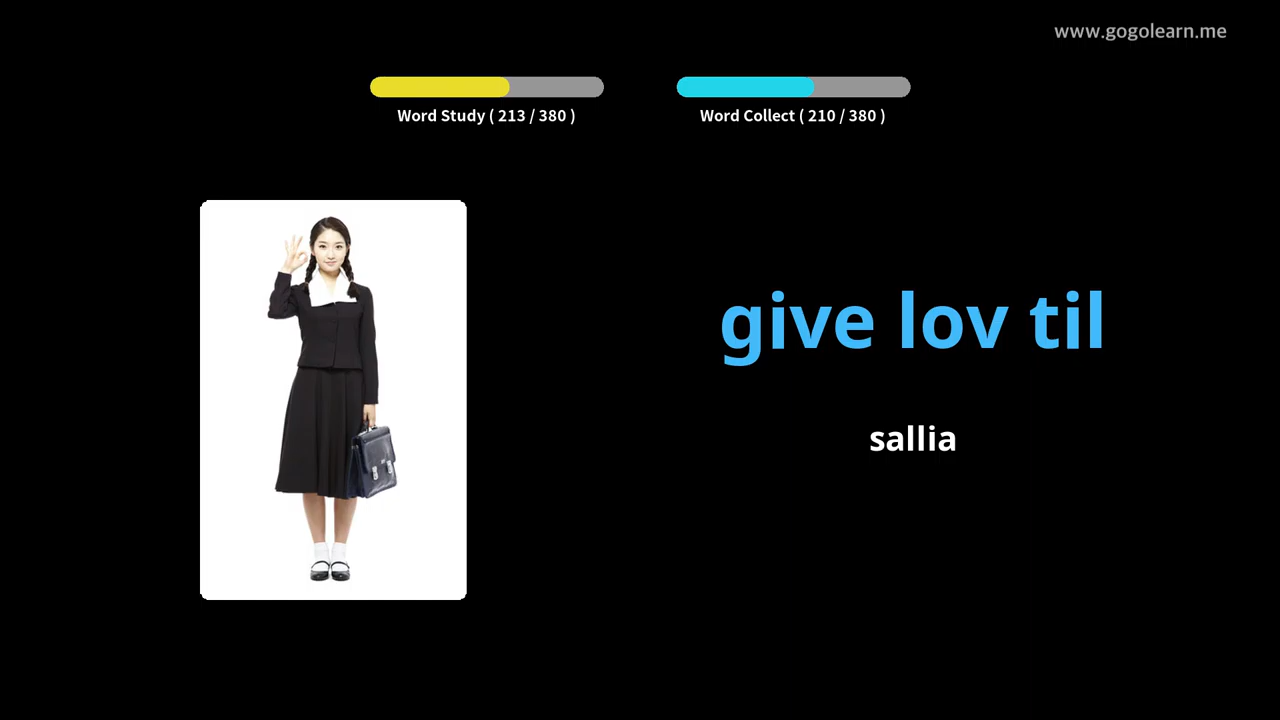 www.gogolearn.me
Word Study ( 213 / 380 )
Word Collect ( 210 / 380 )
give lov til
sallia